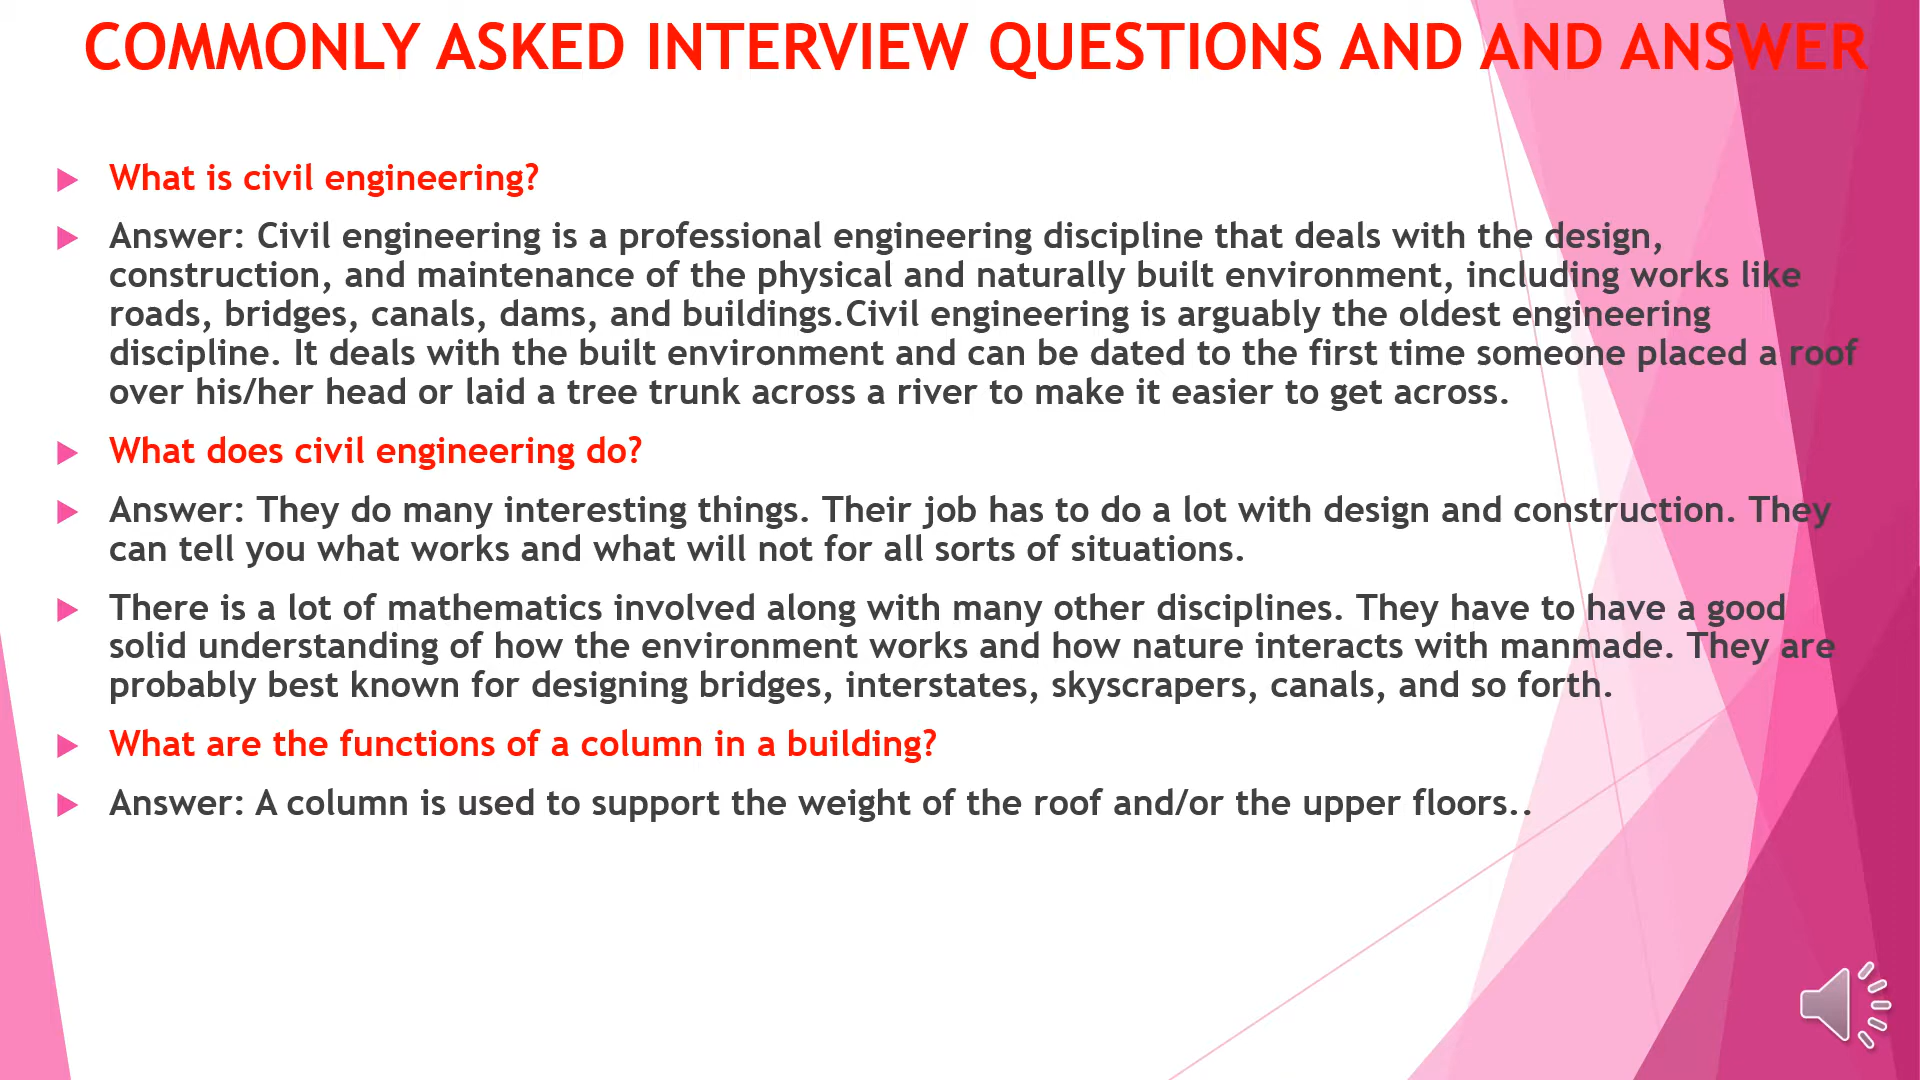 COMMONLY ASKED INTERVIEW QUESTIONS AND AND ANSWER
What is civil engineering?
Answer: Civil engineering is a professional engineering discipline that deals with the design,
construction, and maintenance of the physical and naturally built environment, including works like
roads, bridges, canals, dams, and buildings.Civil engineering is arguably the oldest engineering
discipline. It deals with the built environment and can be dated to the first time someone placed a roof
over his/her head or laid a tree trunk across a river to make it easier to get across.
What does civil engineering do?
Answer: They do many interesting things. Their job has to do a lot with design and construction. They
can tell you what works and what will not for all sorts of situations.
There is a lot of mathematics involved along with many other disciplines. They have to have a good
solid understanding of how the environment works and how nature interacts with manmade. They are
probably best known for designing bridges, interstates, skyscrapers, canals, and so forth.
What are the functions of a column in a building?
Answer: A column is used to support the weight of the roof and/or the upper floors..